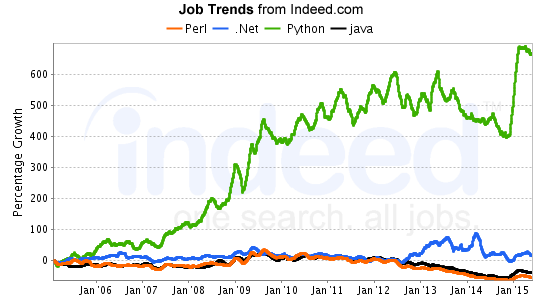 Job Trends from Indeed.com
Perl .Net Python java
Percentage Growth
600
500
400
300
200
100
0
indeed™
one search. all jobs.
Jan '06 Jan '07 Jan '08 Jan '09 Jan '10 Jan '11 Jan '12 Jan '13 Jan '14 Jan '15